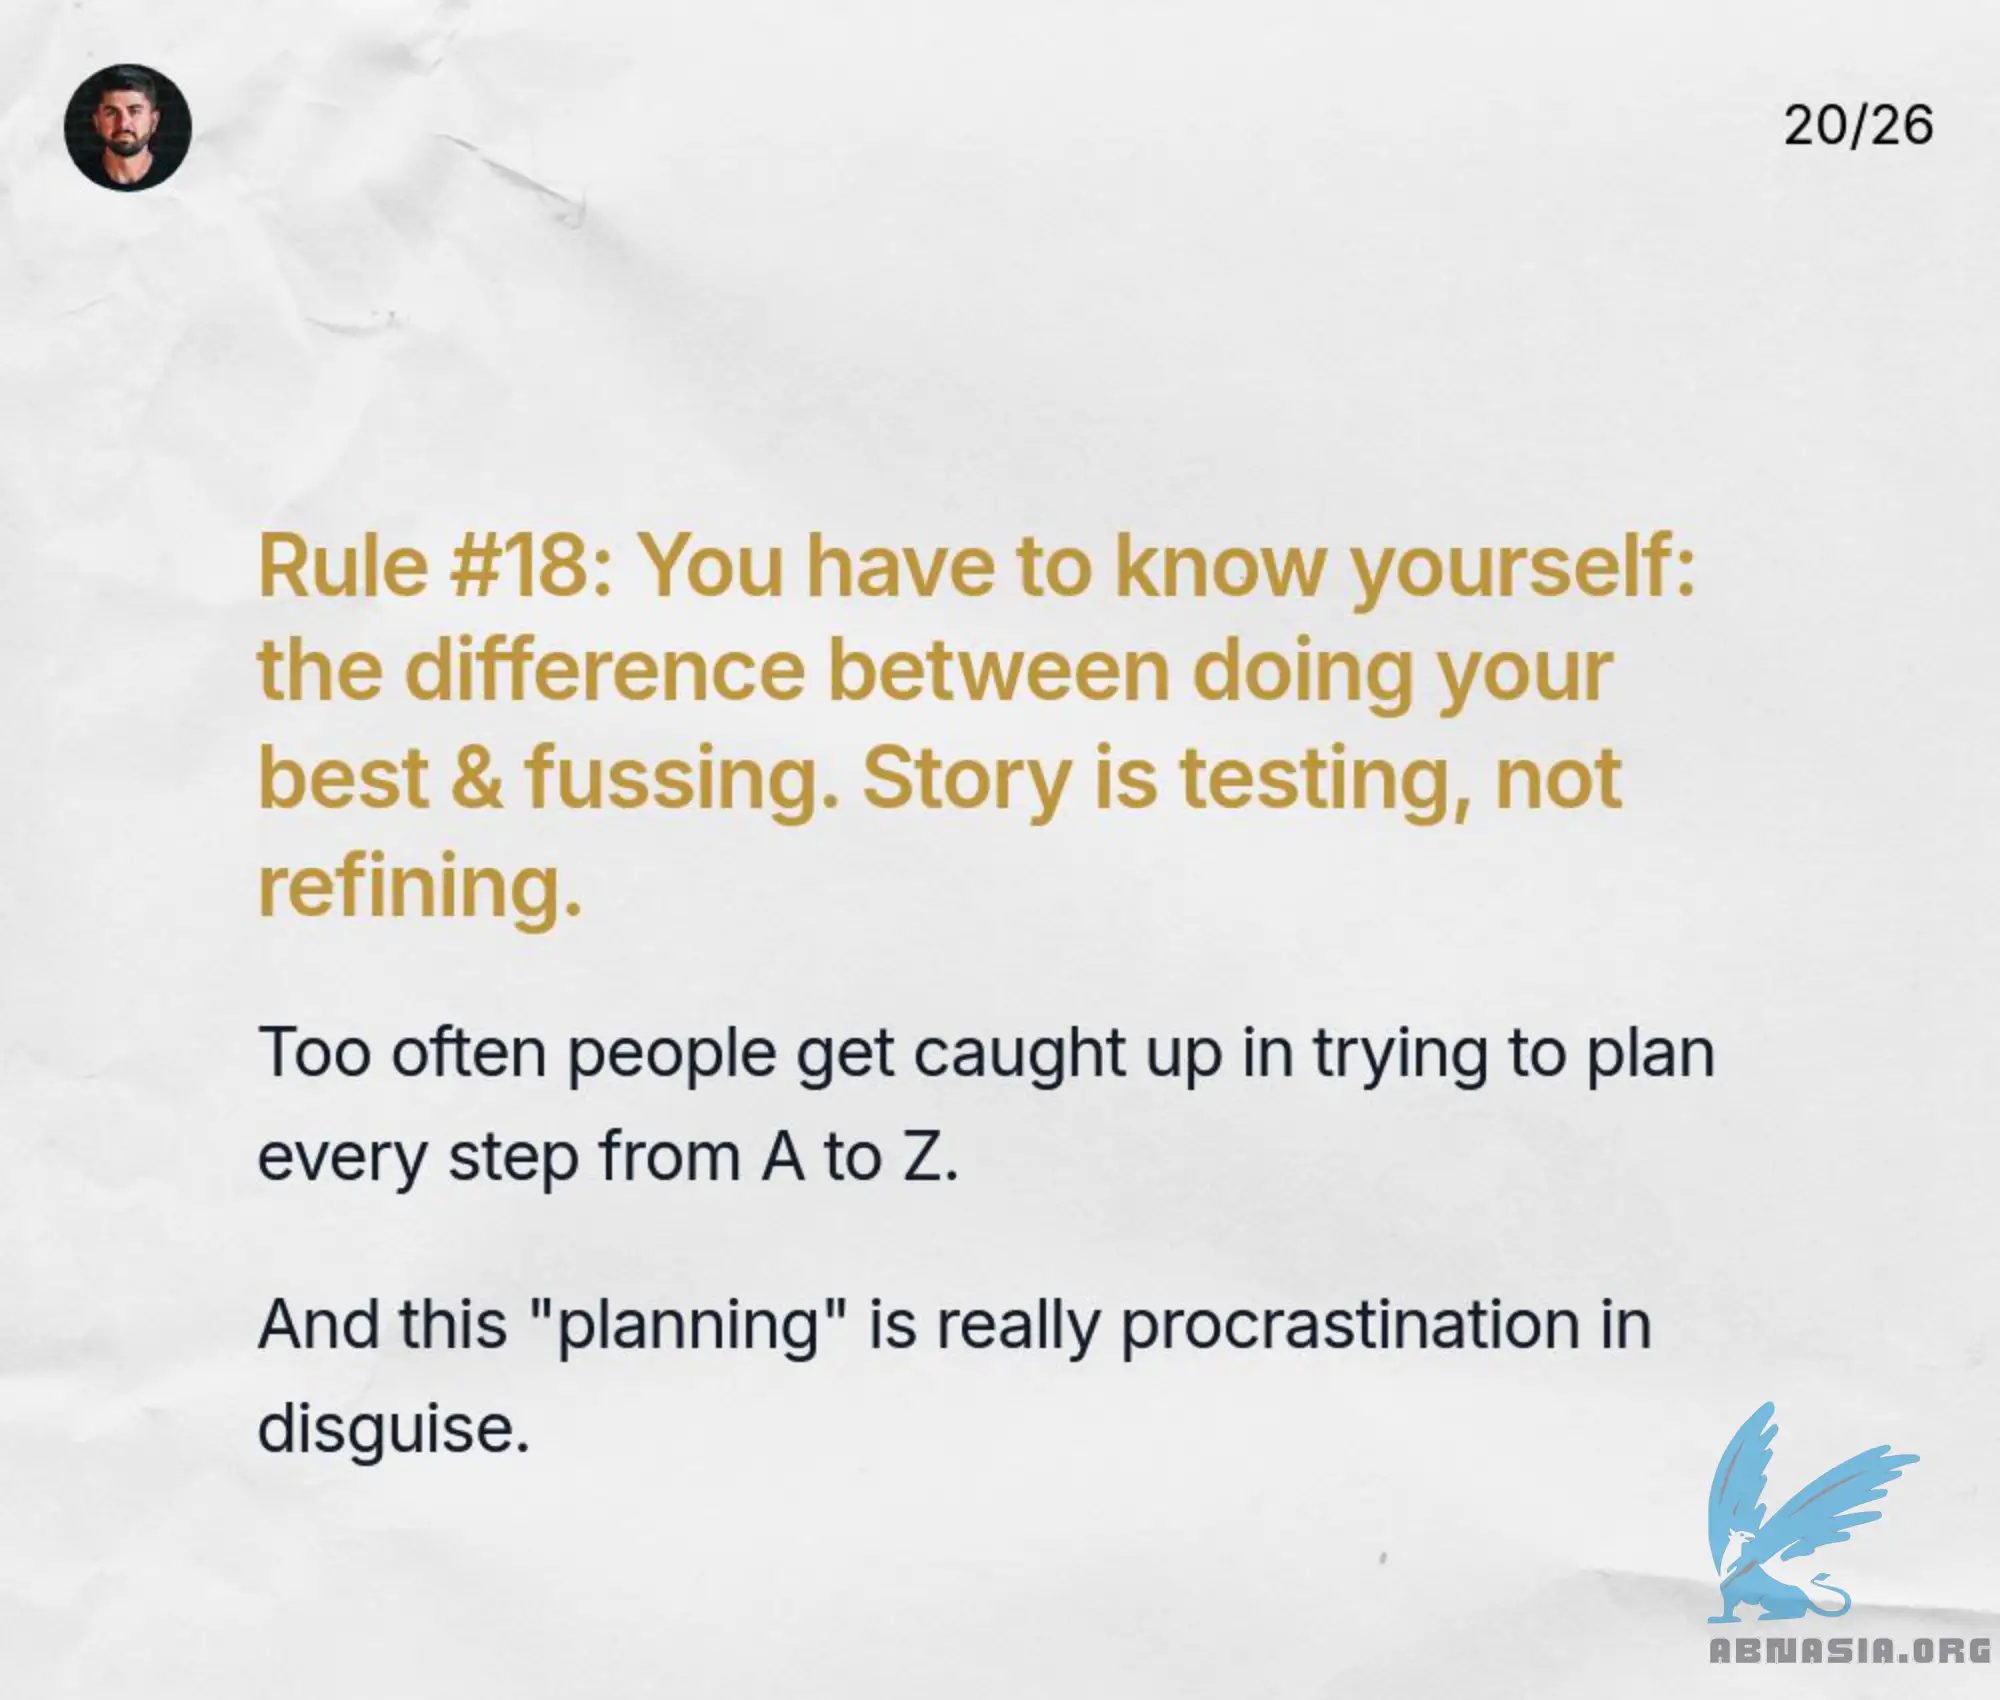 20/26
Rule #18: You have to know yourself:
the difference between doing your
best & fussing. Story is testing, not
refining.
Too often people get caught up in trying to plan
every step from A to Z.
And this "planning" is really procrastination in
disguise.
ABNASIA.ORG